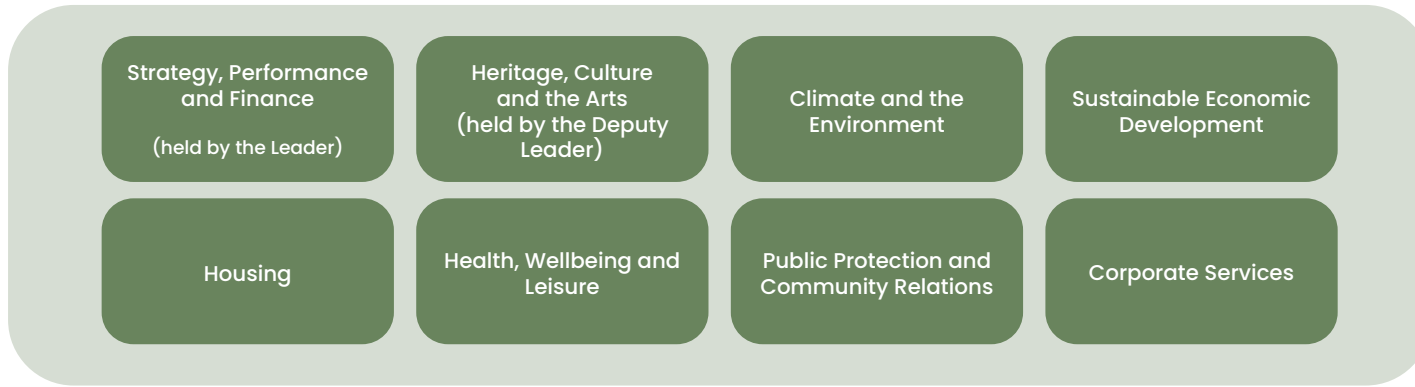 Strategy, Performance
and Finance
(held by the Leader)
Heritage, Culture
and the Arts
(held by the Deputy
Leader)
Climate and the
Environment
Sustainable Economic
Development
Housing
Health, Wellbeing and
Leisure
Public Protection and
Community Relations
Corporate Services